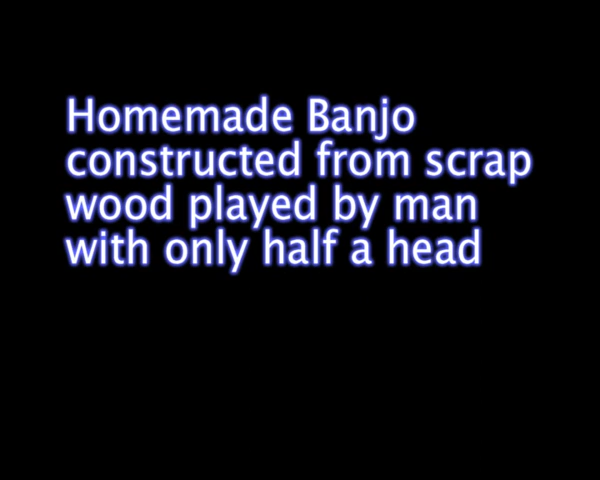 Homemade Banjo
constructed from scrap
wood played by man
with only half a head